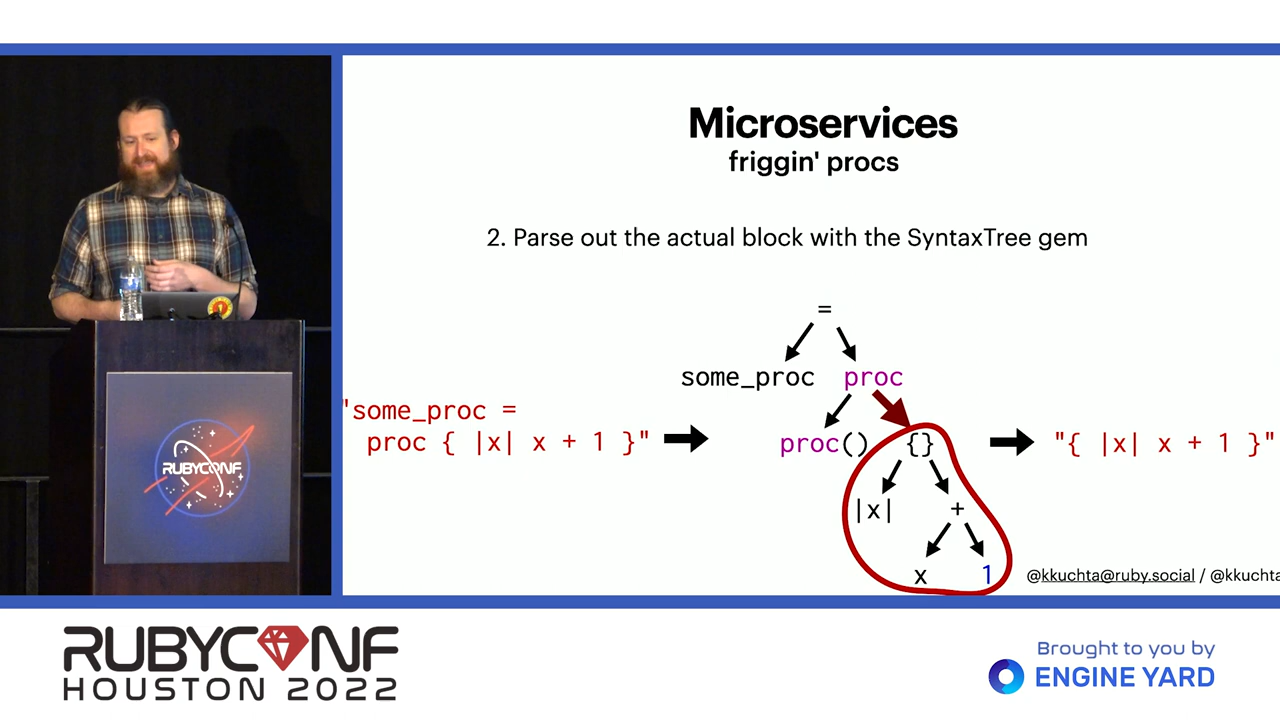 Microservices
friggin' procs
2. Parse out the actual block with the SyntaxTree gem
=
some_proc proc
"some_proc =
proc { |x| x + 1 }"
proc() {}
"{ |x| x + 1 }"
|x| +
x 1
@kkuchta@ruby.social / @kkuchta
RUBYCONF
RUBYCONF
HOUSTON 2022
Brought to you by
ENGINE YARD